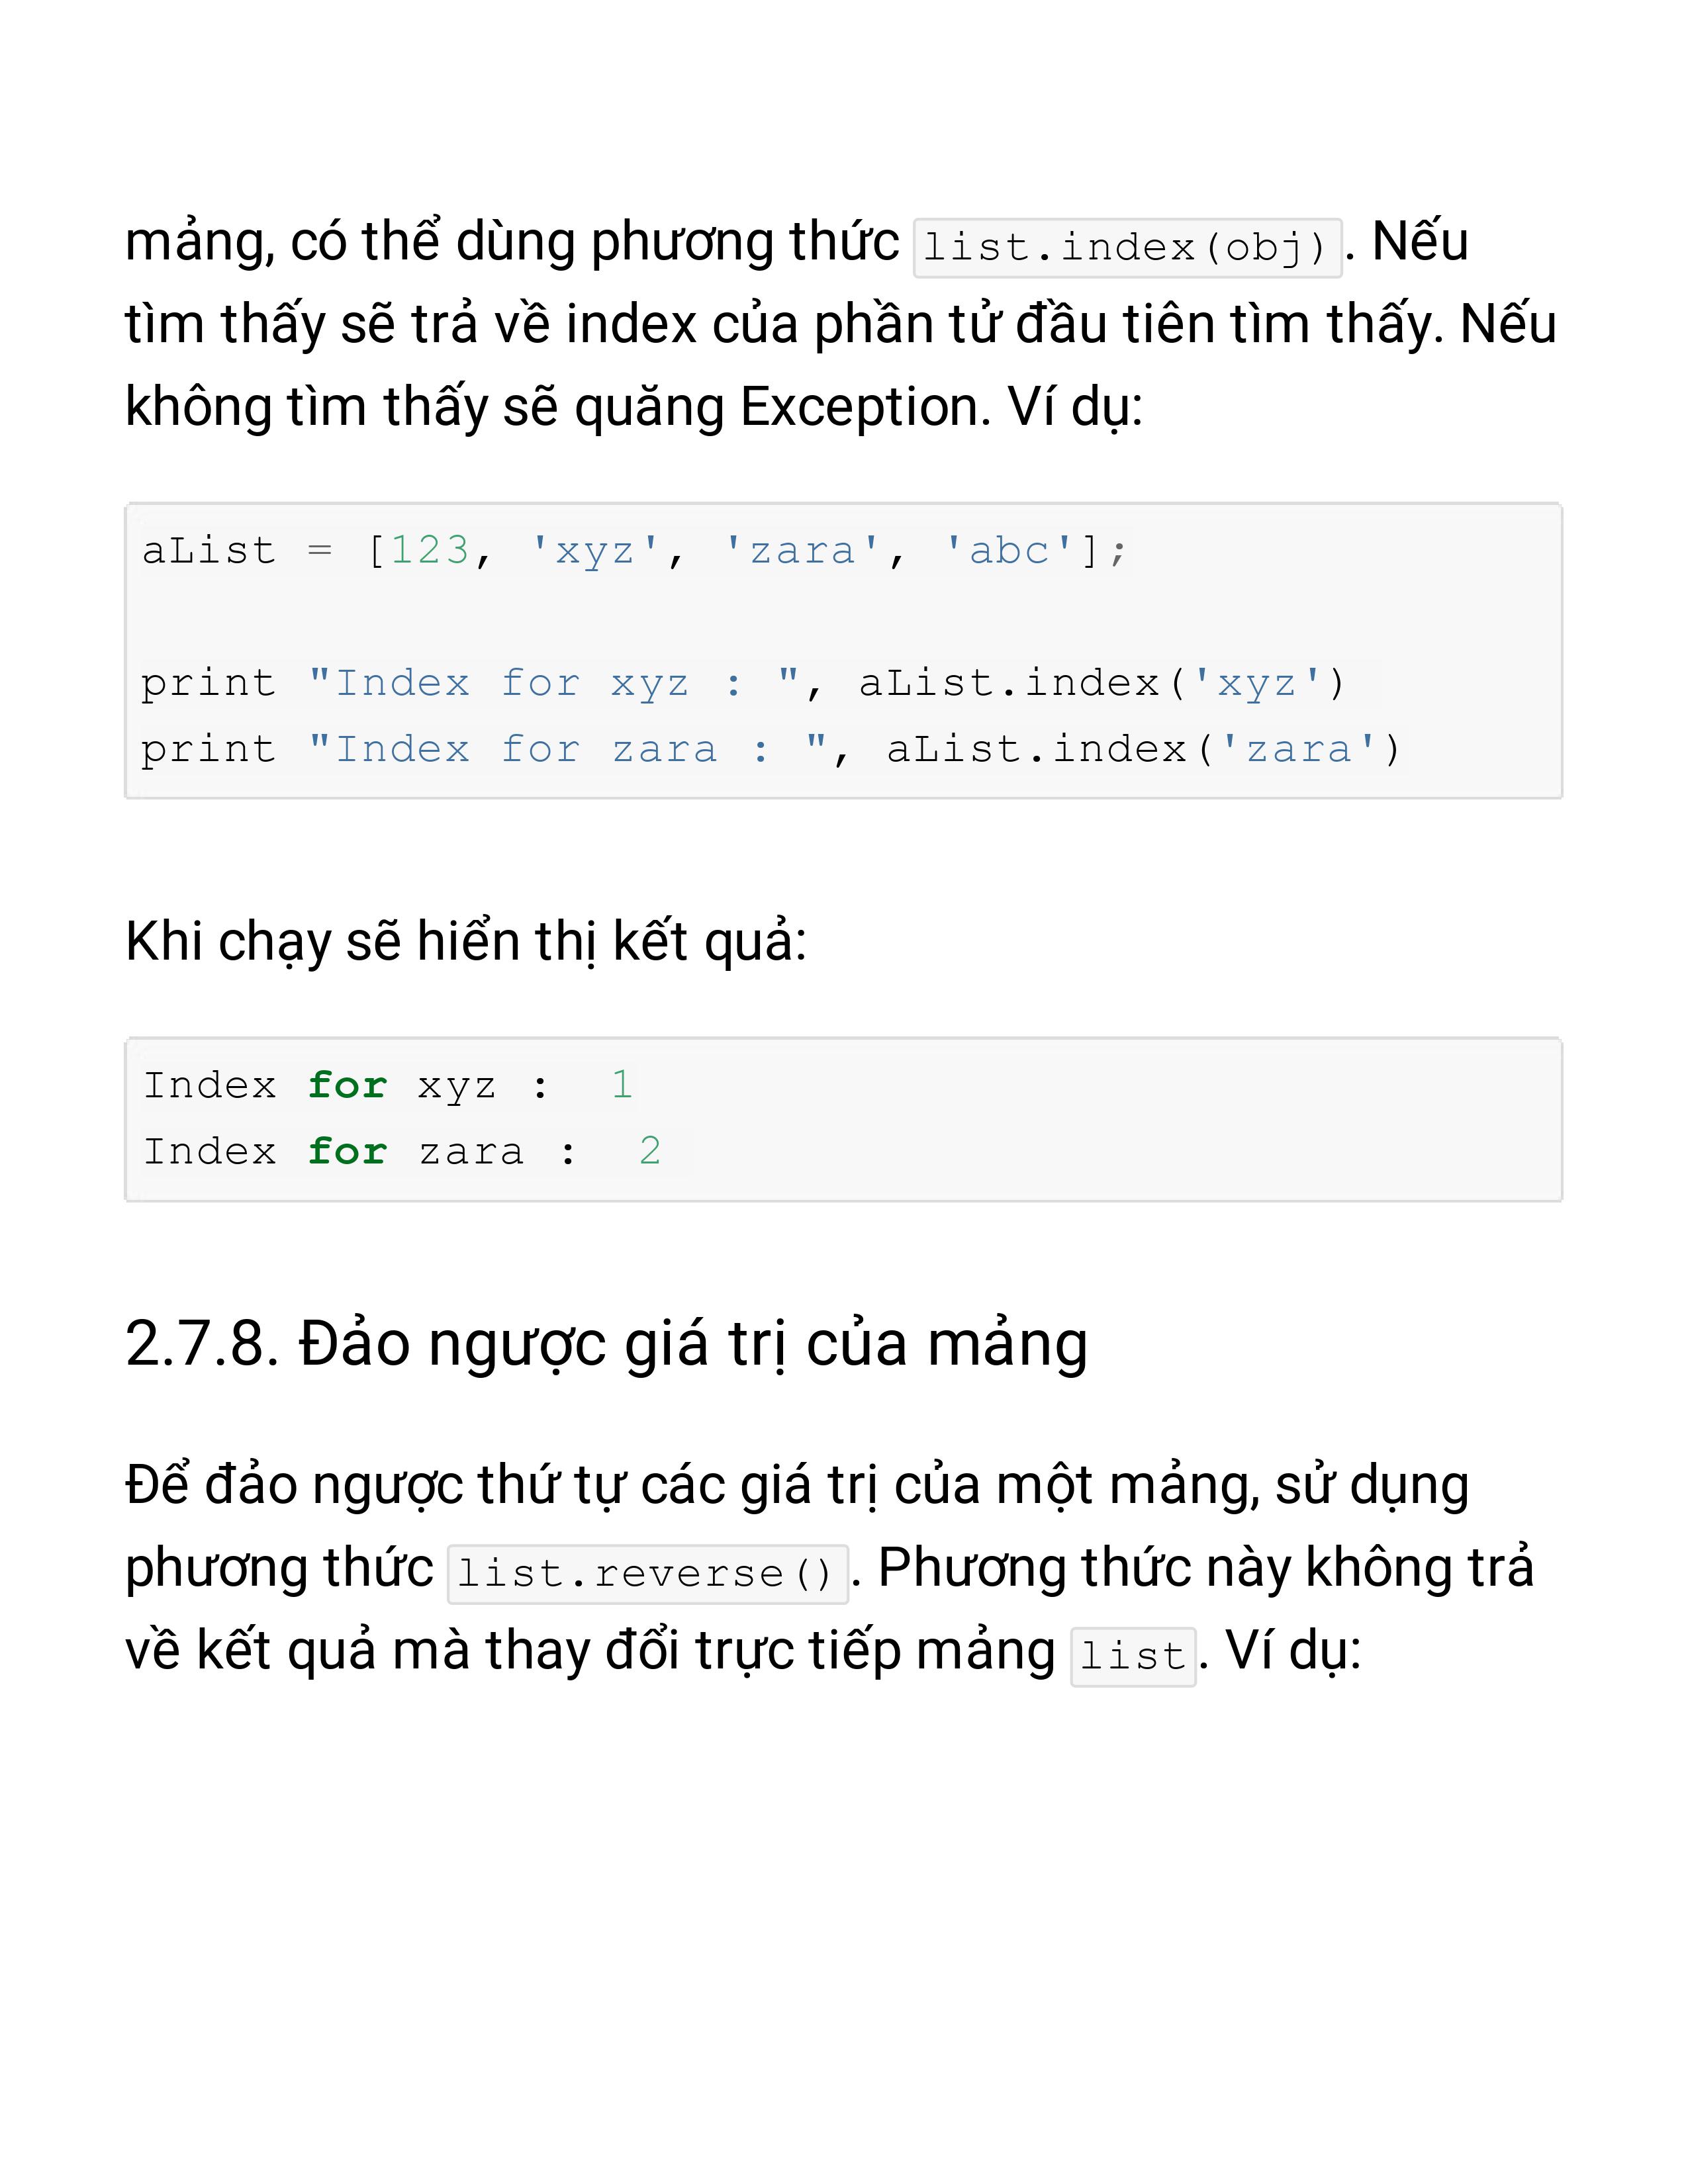 mảng, có thể dùng phương thức list.index(obj). Nếu
tìm thấy sẽ trả về index của phần tử đầu tiên tìm thấy. Nếu
không tìm thấy sẽ quăng Exception. Ví dụ:
aList = [123, 'xyz', 'zara', 'abc'];
print "Index for xyz : ", aList.index('xyz')
print "Index for zara : ", aList.index('zara')
Khi chạy sẽ hiển thị kết quả:
Index for xyz :  1
Index for zara :  2
2.7.8. Đảo ngược giá trị của mảng
Để đảo ngược thứ tự các giá trị của một mảng, sử dụng
phương thức list.reverse(). Phương thức này không trả
về kết quả mà thay đổi trực tiếp mảng list. Ví dụ: